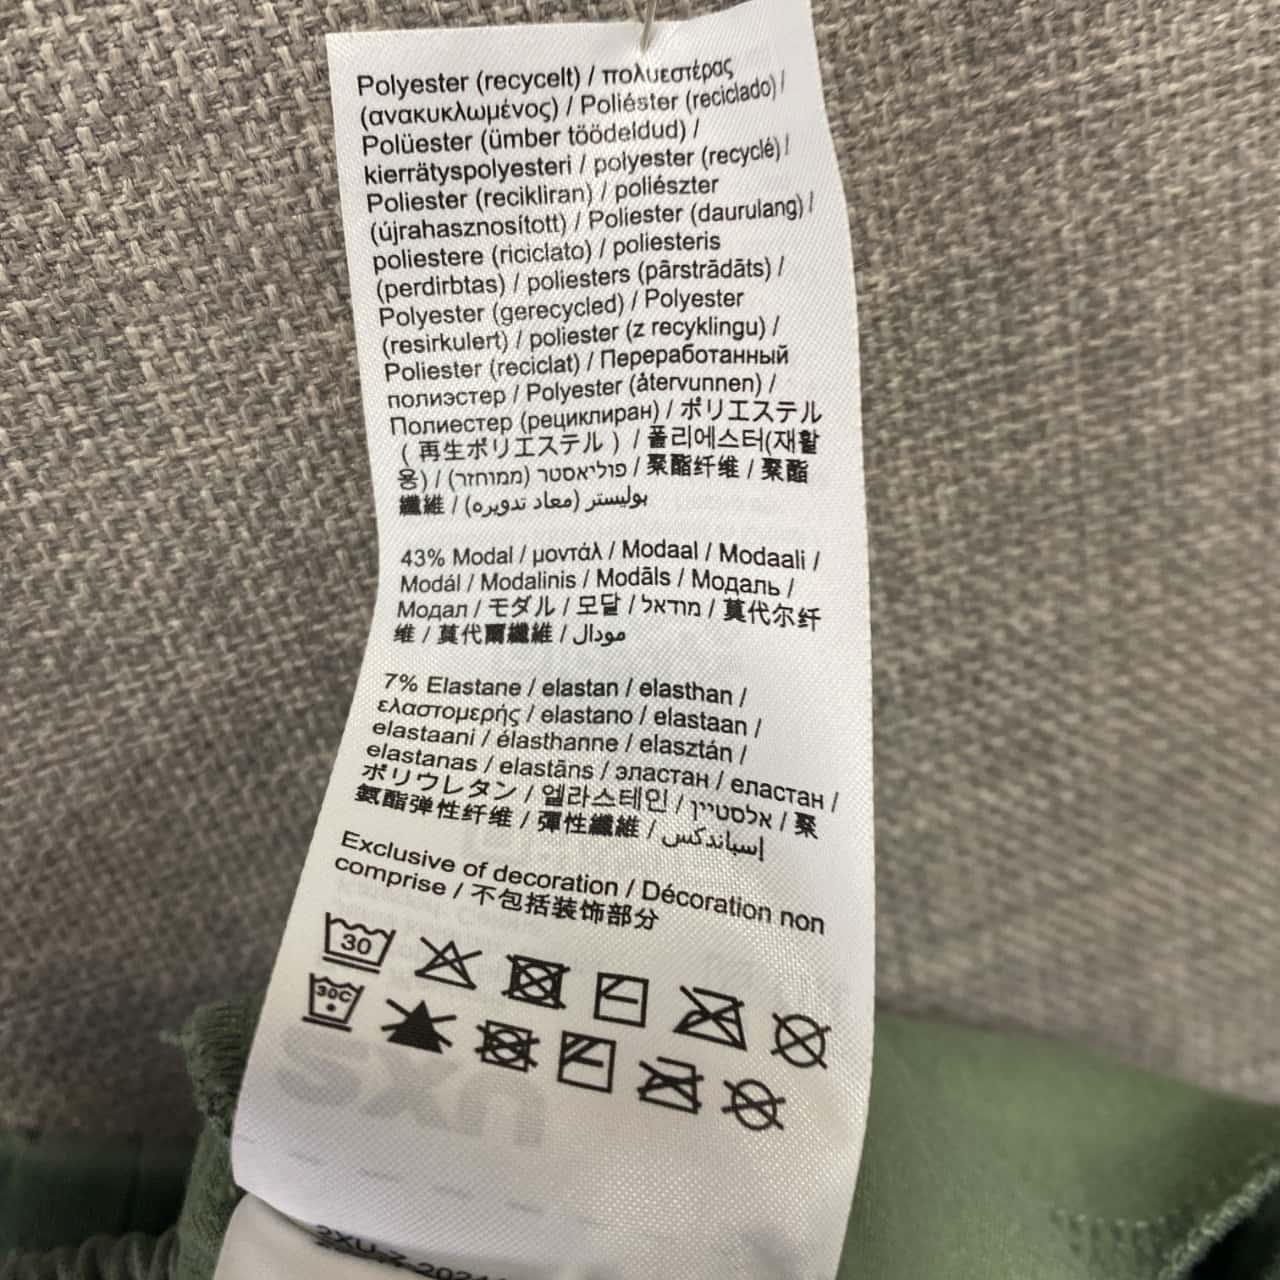 Polyester (recycelt) / πολυεστέρας
(ανακυκλωμένος) / Poliéster (reciclado) /
Polüester (ümber töödeldud) /
kierrätyspolyesteri / polyester (recyclé) /
Poliester (recikliran) / poliészter
(újrahasznosított) / Poliester (daurulang) /
poliestere (riciclato) / poliesteris
(perdirbtas) / poliesters (pārstrādāts) /
Polyester (gerecycled) / Polyester
(resirkulert) / poliester (z recyklingu) /
Poliester (reciclat) / Переработанный
полиэстер / Polyester (återvunnen) /
Полиестер (рециклиран) / ポリエステル
(再生ポリエステル) / 폴리에스터(재활
용) / פוליאסטר (ממוחזר) / 聚酯纤维 / 聚酯
纖維 / بوليستر (معاد تدويره)
43% Modal / μοντάλ / Modaal / Modaali /
Modál / Modalinis / Modāls / Модаль /
Модал / モダル / 모달 / מודאל / 莫代尔纤
维 / 莫代爾纖維 / مودال
7% Elastane / elastan / elasthan /
ελαστομερής / elastano / elastaan /
elastaani / élasthanne / elasztán /
elastanas / elastāns / эластан / еластан /
ポリウレタン / 엘라스테인 / אלסטיין / 聚
氨酯弹性纤维 / 彈性纖維 / إسباندكس
Exclusive of decoration / Décoration non
comprise / 不包括装饰部分
30
30C
2XU